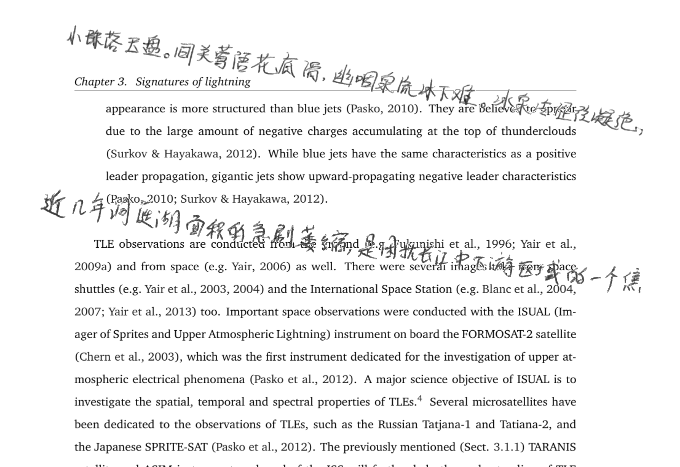 小珠落玉盘。间关莺语花底滑,幽咽泉流冰下难。冰泉冷涩弦凝绝,
Chapter 3. Signatures of lightning
appearance is more structured than blue jets (Pasko, 2010). They are believed to appear
due to the large amount of negative charges accumulating at the top of thunderclouds
(Surkov & Hayakawa, 2012). While blue jets have the same characteristics as a positive
leader propagation, gigantic jets show upward-propagating negative leader characteristics
(Pasko, 2010; Surkov & Hayakawa, 2012).
近几年洞庭湖面积的急剧萎缩,是困扰长江中下游区域的一个焦
TLE observations are conducted from the ground (e.g. Fukunishi et al., 1996; Yair et al.,
2009a) and from space (e.g. Yair, 2006) as well. There were several images from space
shuttles (e.g. Yair et al., 2003, 2004) and the International Space Station (e.g. Blanc et al., 2004,
2007; Yair et al., 2013) too. Important space observations were conducted with the ISUAL (Im-
ager of Sprites and Upper Atmospheric Lightning) instrument on board the FORMOSAT-2 satellite
(Chern et al., 2003), which was the first instrument dedicated for the investigation of upper at-
mospheric electrical phenomena (Pasko et al., 2012). A major science objective of ISUAL is to
investigate the spatial, temporal and spectral properties of TLEs.4 Several microsatellites have
been dedicated to the observations of TLEs, such as the Russian Tatjana-1 and Tatiana-2, and
the Japanese SPRITE-SAT (Pasko et al., 2012). The previously mentioned (Sect. 3.1.1) TARANIS